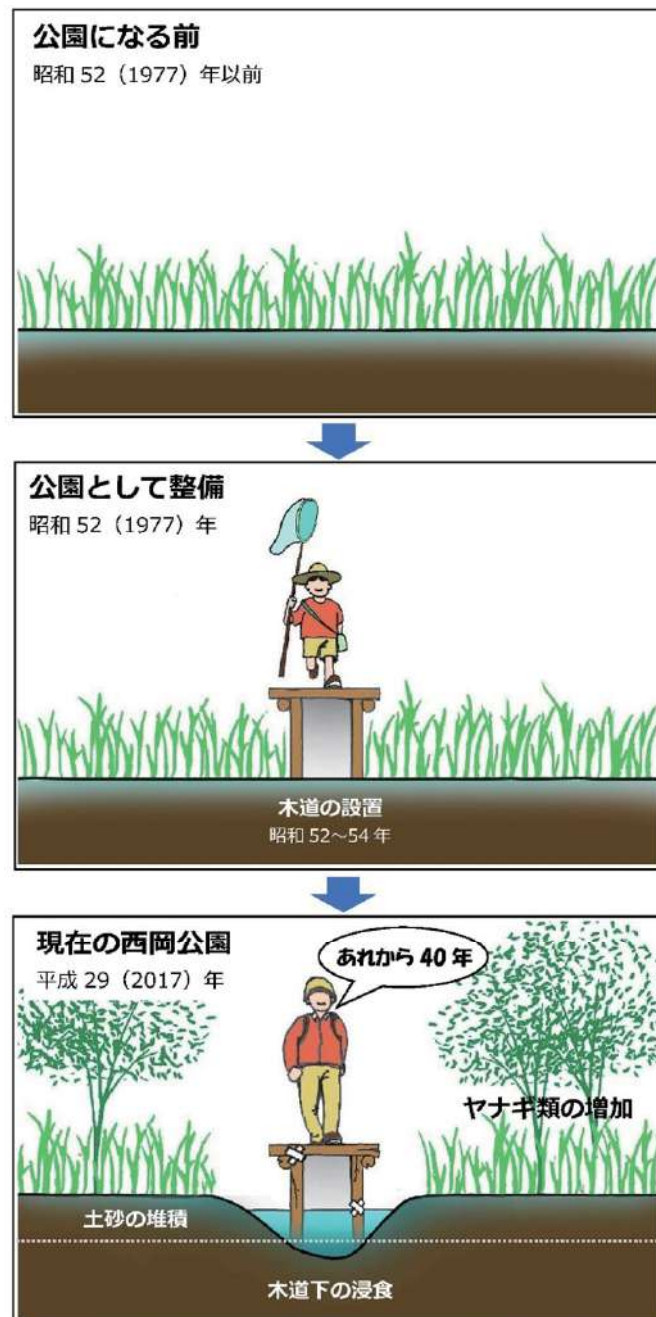 公園になる前
昭和 52（1977）年以前
公園として整備
昭和 52（1977）年
木道の設置
昭和 52～54 年
現在の西岡公園
平成 29（2017）年
あれから 40 年
ヤナギ類の増加
土砂の堆積
木道下の浸食